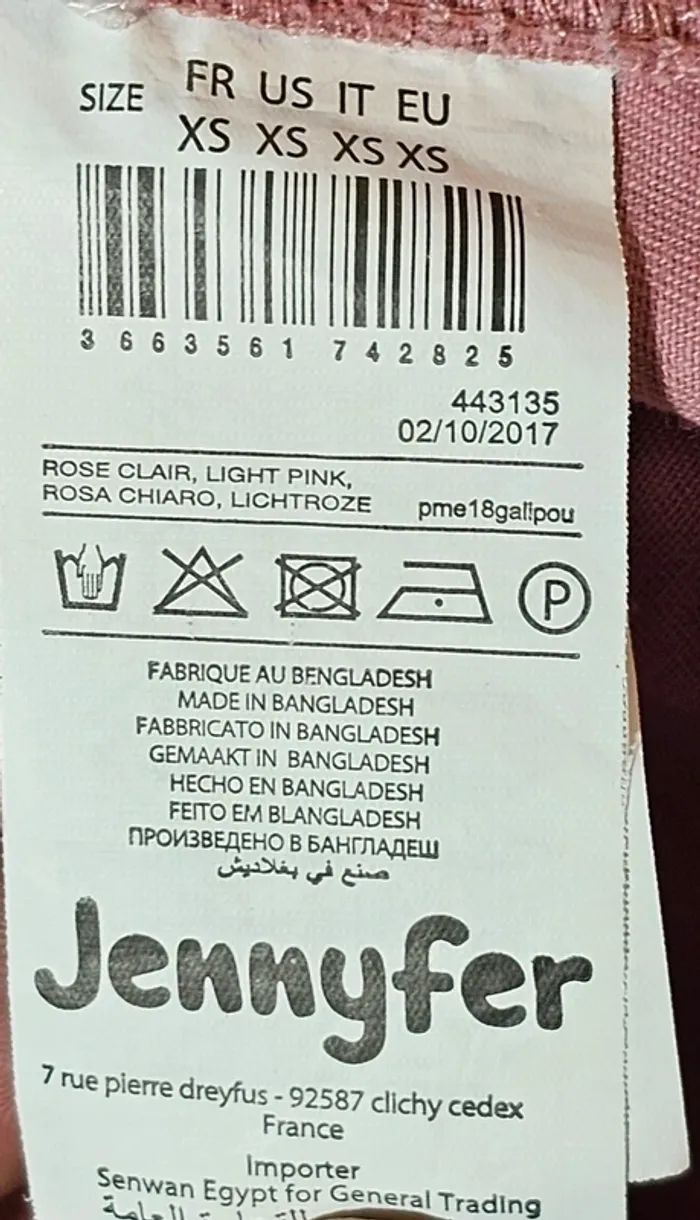 SIZE FR US IT EU
XS XS XS XS
3 663561 742825
443135
02/10/2017
ROSE CLAIR, LIGHT PINK,
ROSA CHIARO, LICHTROZE pme18galipou
P
FABRIQUE AU BENGLADESH
MADE IN BANGLADESH
FABBRICATO IN BANGLADESH
GEMAAKT IN BANGLADESH
HECHO EN BANGLADESH
FEITO EM BLANGLADESH
ПРОИЗВЕДЕНО В БАНГЛАДЕШ
صنع في بغلاديش
Jennyfer
7 rue pierre dreyfus - 92587 clichy cedex
France
Importer
Senwan Egypt for General Trading